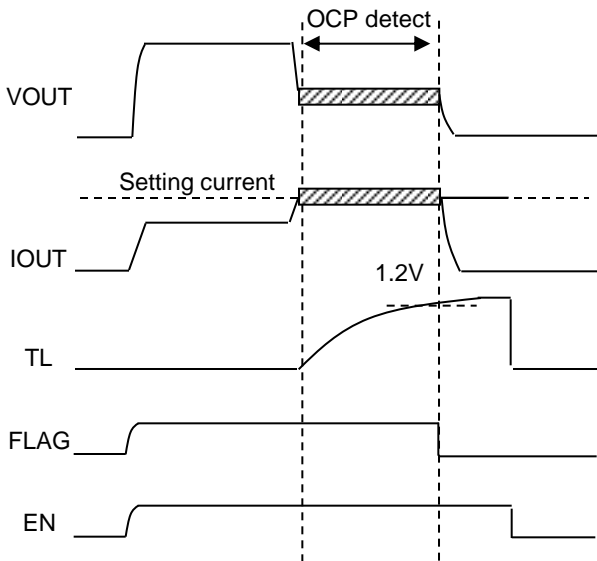 OCP detect
VOUT
Setting current
IOUT
1.2V
TL
FLAG
EN